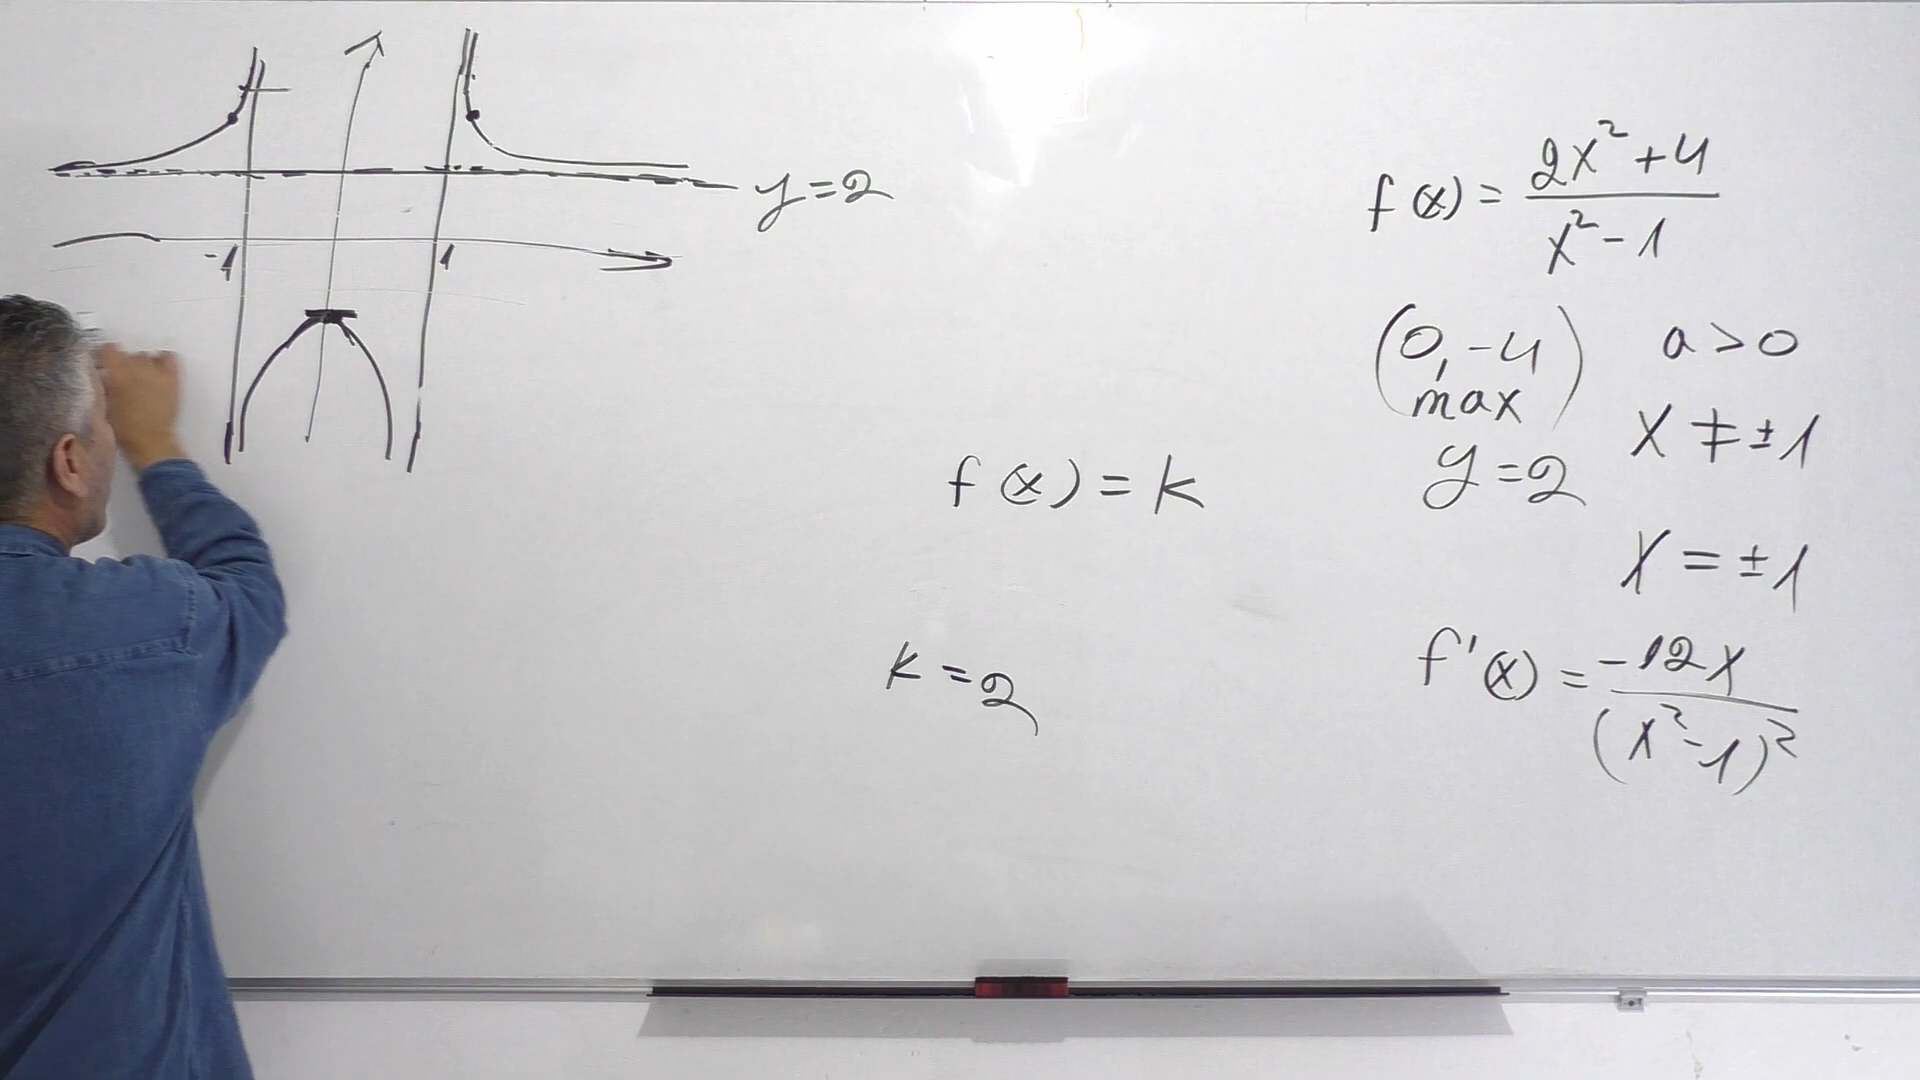 y=2
-1
1
f(x) = (2x²+4)/(x²-1)
(0, -4)
max
a > 0
x ≠ ±1
y = 2
x = ±1
f'(x) = -12x/(x²-1)²
f(x) = k
k = 2